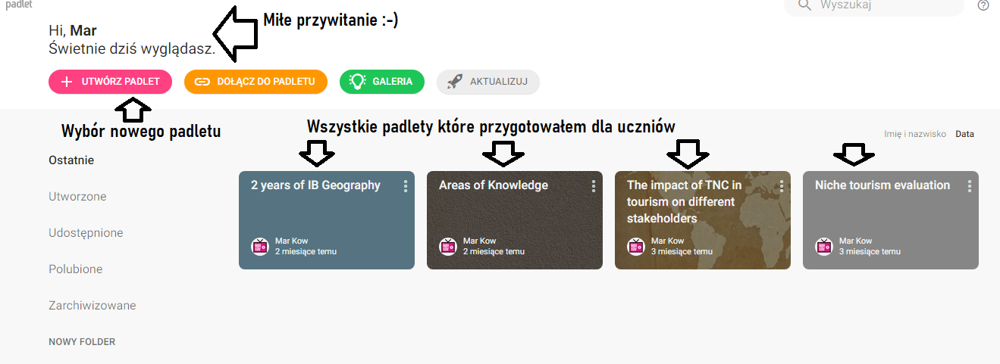 padlet
Wyszukaj
Miłe przywitanie :-)
Hi, Mar
Świetnie dziś wyglądasz.
UTWÓRZ PADLET
DOŁĄCZ DO PADLETU
GALERIA
AKTUALIZUJ
Wybór nowego padletu
Wszystkie padlety które przygotowałem dla uczniów
Imię i nazwisko
Data
Ostatnie
Utworzone
Udostępnione
Polubione
Zarchiwizowane
NOWY FOLDER
2 years of IB Geography
Mar Kow
2 miesiące temu
Areas of Knowledge
Mar Kow
2 miesiące temu
The impact of TNC in
tourism on different
stakeholders
Mar Kow
3 miesiące temu
Niche tourism evaluation
Mar Kow
3 miesiące temu